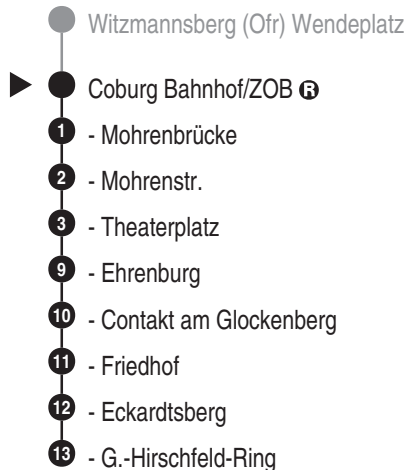 Witzmannsberg (Ofr) Wendeplatz
Coburg Bahnhof/ZOB R
1 - Mohrenbrücke
2 - Mohrenstr.
3 - Theaterplatz
9 - Ehrenburg
10 - Contakt am Glockenberg
11 - Friedhof
12 - Eckardtsberg
13 - G.-Hirschfeld-Ring